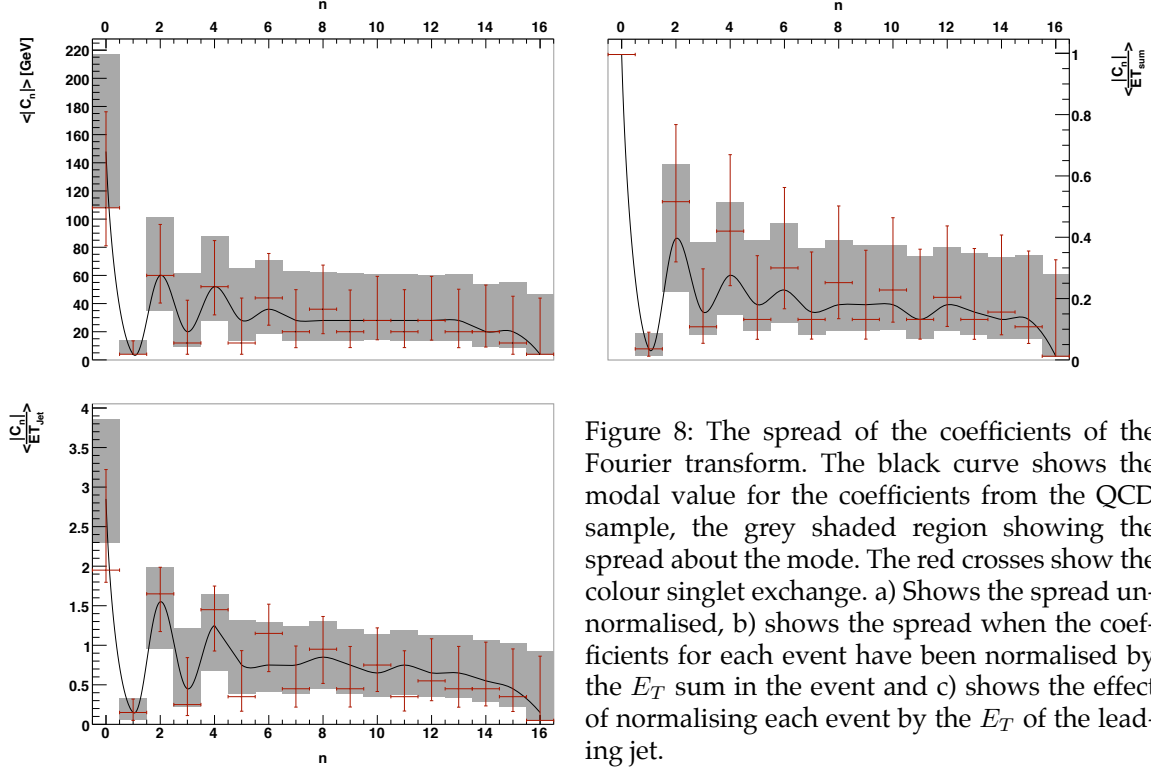 n
0 2 4 6 8 10 12 14 16
<|C_n|> [GeV]
220
200
180
160
140
120
100
80
60
40
20
0
n
0 2 4 6 8 10 12 14 16
<|C_n|/ET_sum>
1
0.8
0.6
0.4
0.2
0
<|C_n|/ET_Jet>
4
3.5
3
2.5
2
1.5
1
0.5
0
0 2 4 6 8 10 12 14 16
n
Figure 8: The spread of the coefficients of the
Fourier transform. The black curve shows the
modal value for the coefficients from the QCD
sample, the grey shaded region showing the
spread about the mode. The red crosses show the
colour singlet exchange. a) Shows the spread un-
normalised, b) shows the spread when the coef-
ficients for each event have been normalised by
the E_T sum in the event and c) shows the effect
of normalising each event by the E_T of the lead-
ing jet.